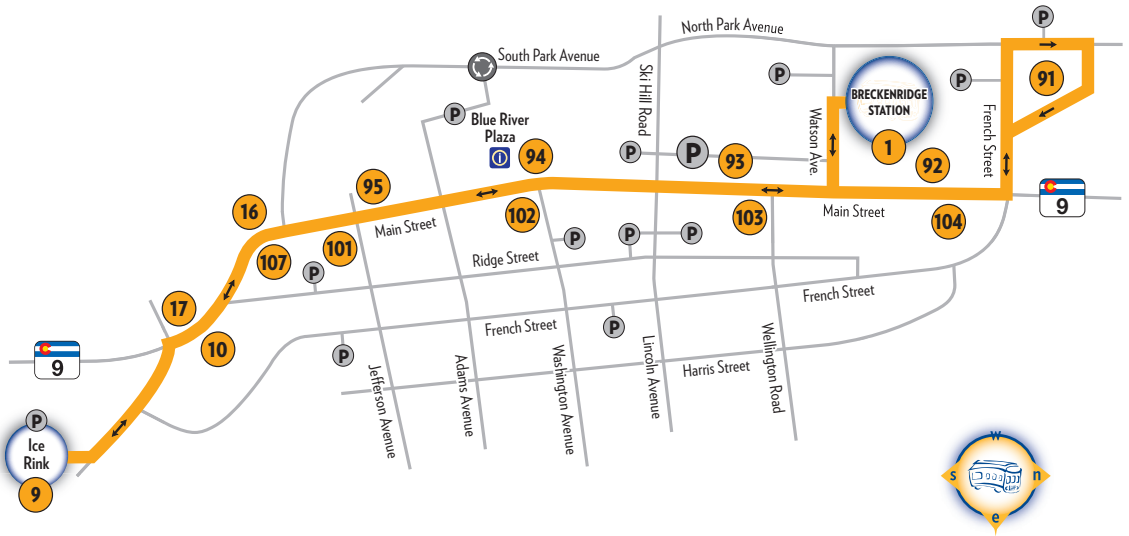 P
North Park Avenue
South Park Avenue
P
91
P
BRECKENRIDGE
STATION
Ski Hill Road
P
Blue River
Plaza
94
Watson Ave.
French Street
1
P
P
93
92
95
9
16
102
103
Main Street
104
Main Street
101
107
P
P
P
P
Ridge Street
P
17
French Street
French Street
P
10
P
9
Jefferson Avenue
Adams Avenue
Washington Avenue
Lincoln Avenue
Wellington Road
Harris Street
P
Ice
Rink
9
w
s
n
e